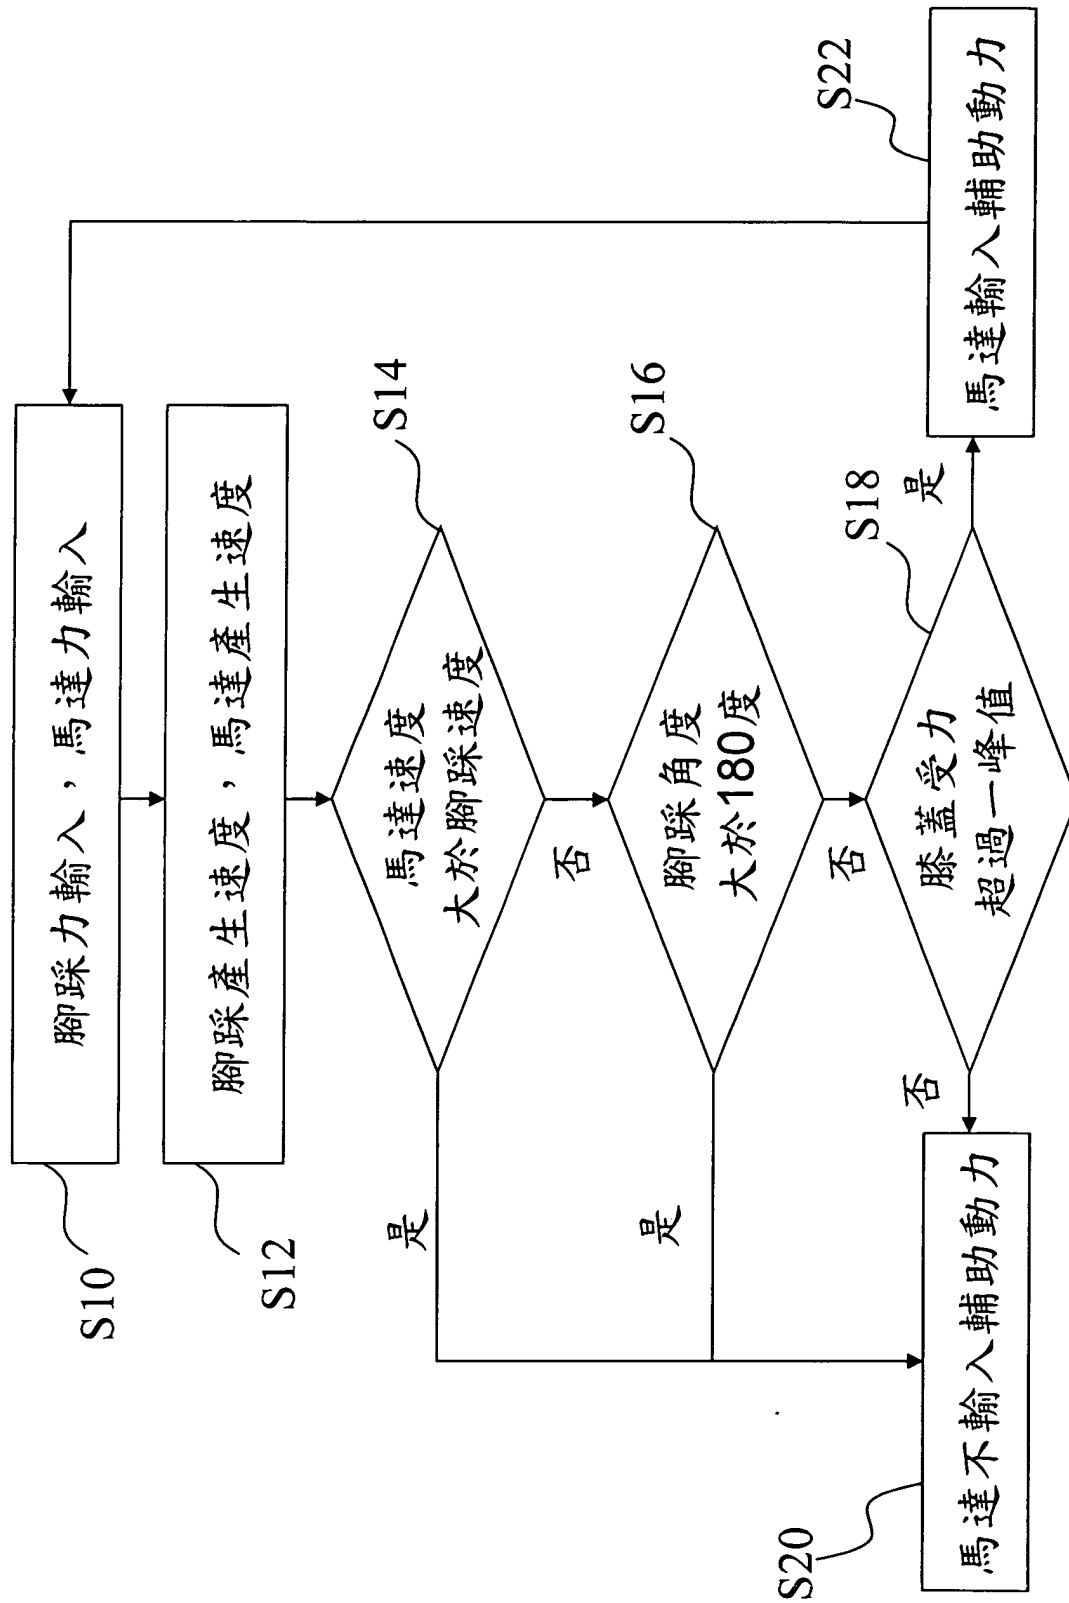 S10
腳踩力輸入，馬達力輸入
S12
腳踩產生速度，馬達產生速度
S14
馬達速度
大於腳踩速度
是
否
S16
腳踩角度
大於180度
是
否
S18
膝蓋受力
超過一峰值
否
是
S20
馬達不輸入輔助動力
S22
馬達輸入輔助動力